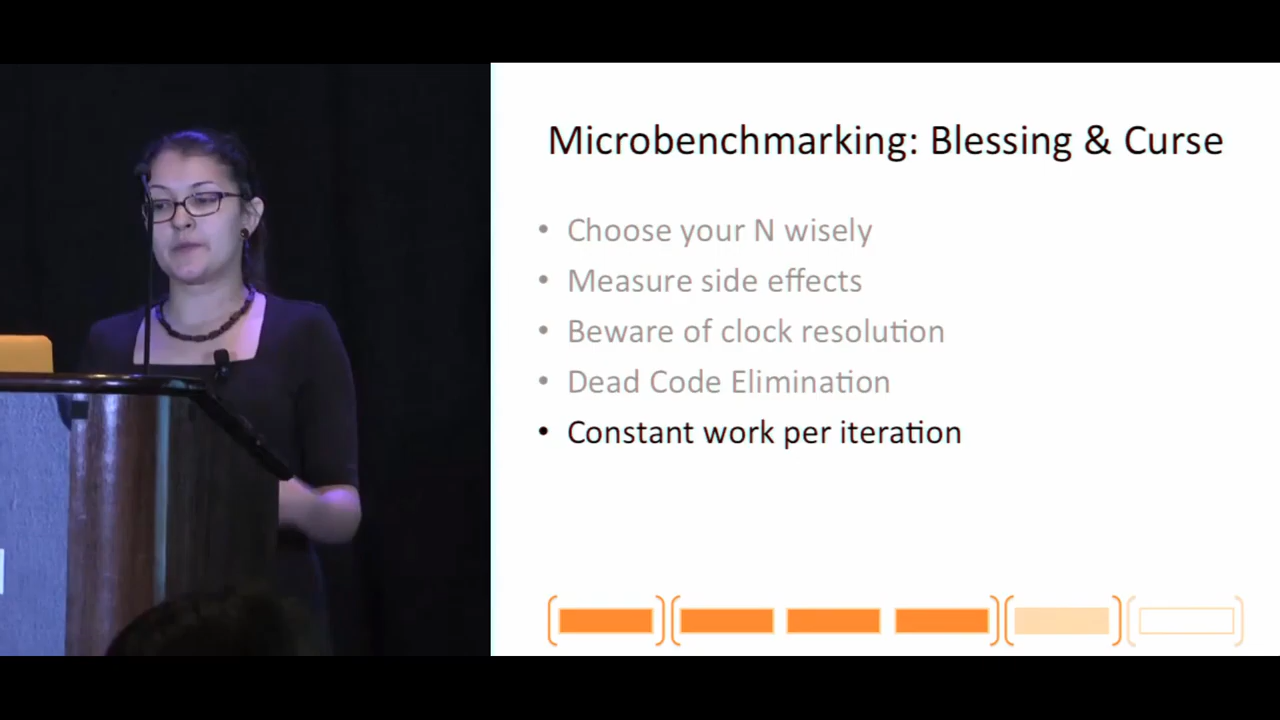 Microbenchmarking: Blessing & Curse
• Choose your N wisely
• Measure side effects
• Beware of clock resolution
• Dead Code Elimination
• Constant work per iteration